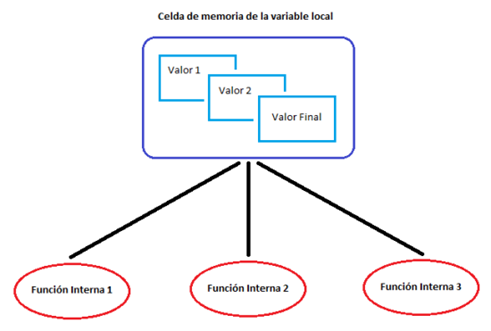 Celda de memoria de la variable local
Valor 1
Valor 2
Valor Final
Función Interna 1
Función Interna 2
Función Interna 3